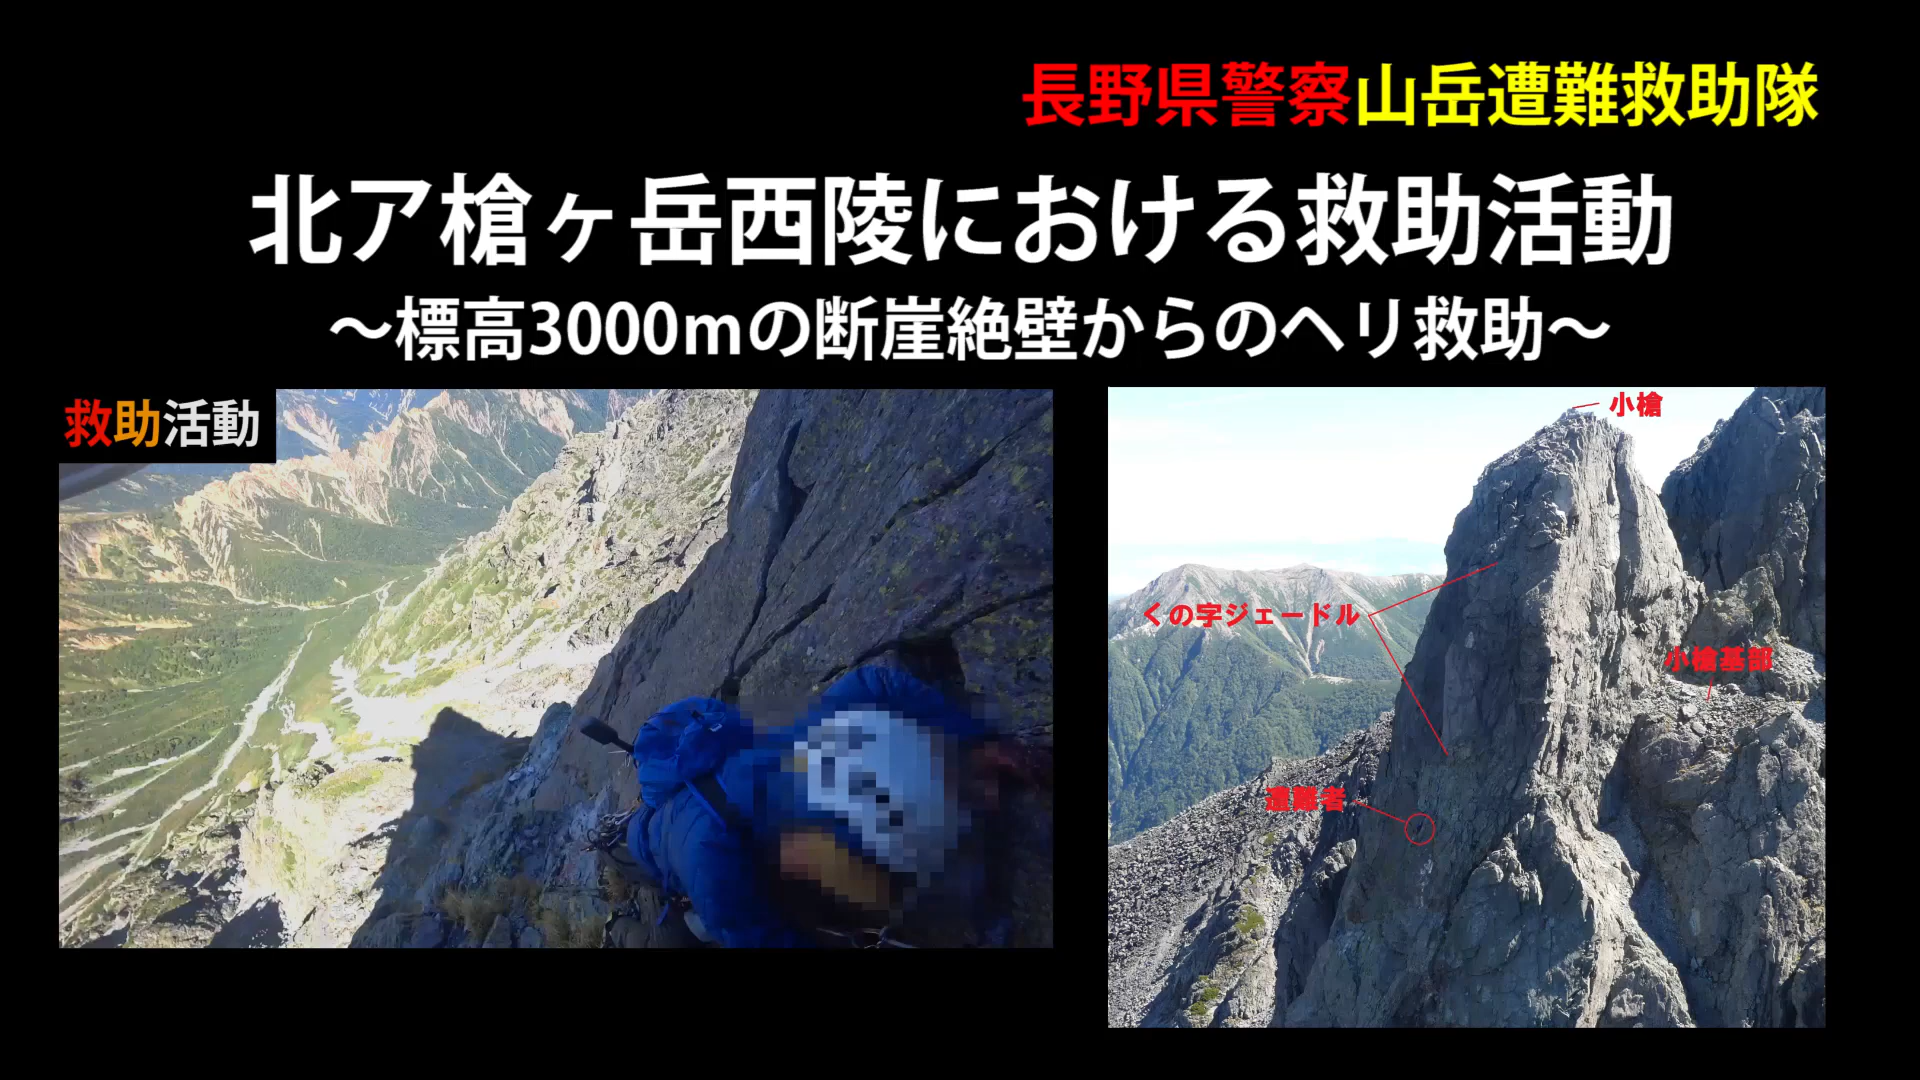 長野県警察山岳遭難救助隊
北ア槍ヶ岳西陵における救助活動
～標高3000mの断崖絶壁からのヘリ救助～
救助活動
小槍
くの字ジェードル
小槍基部
遭難者